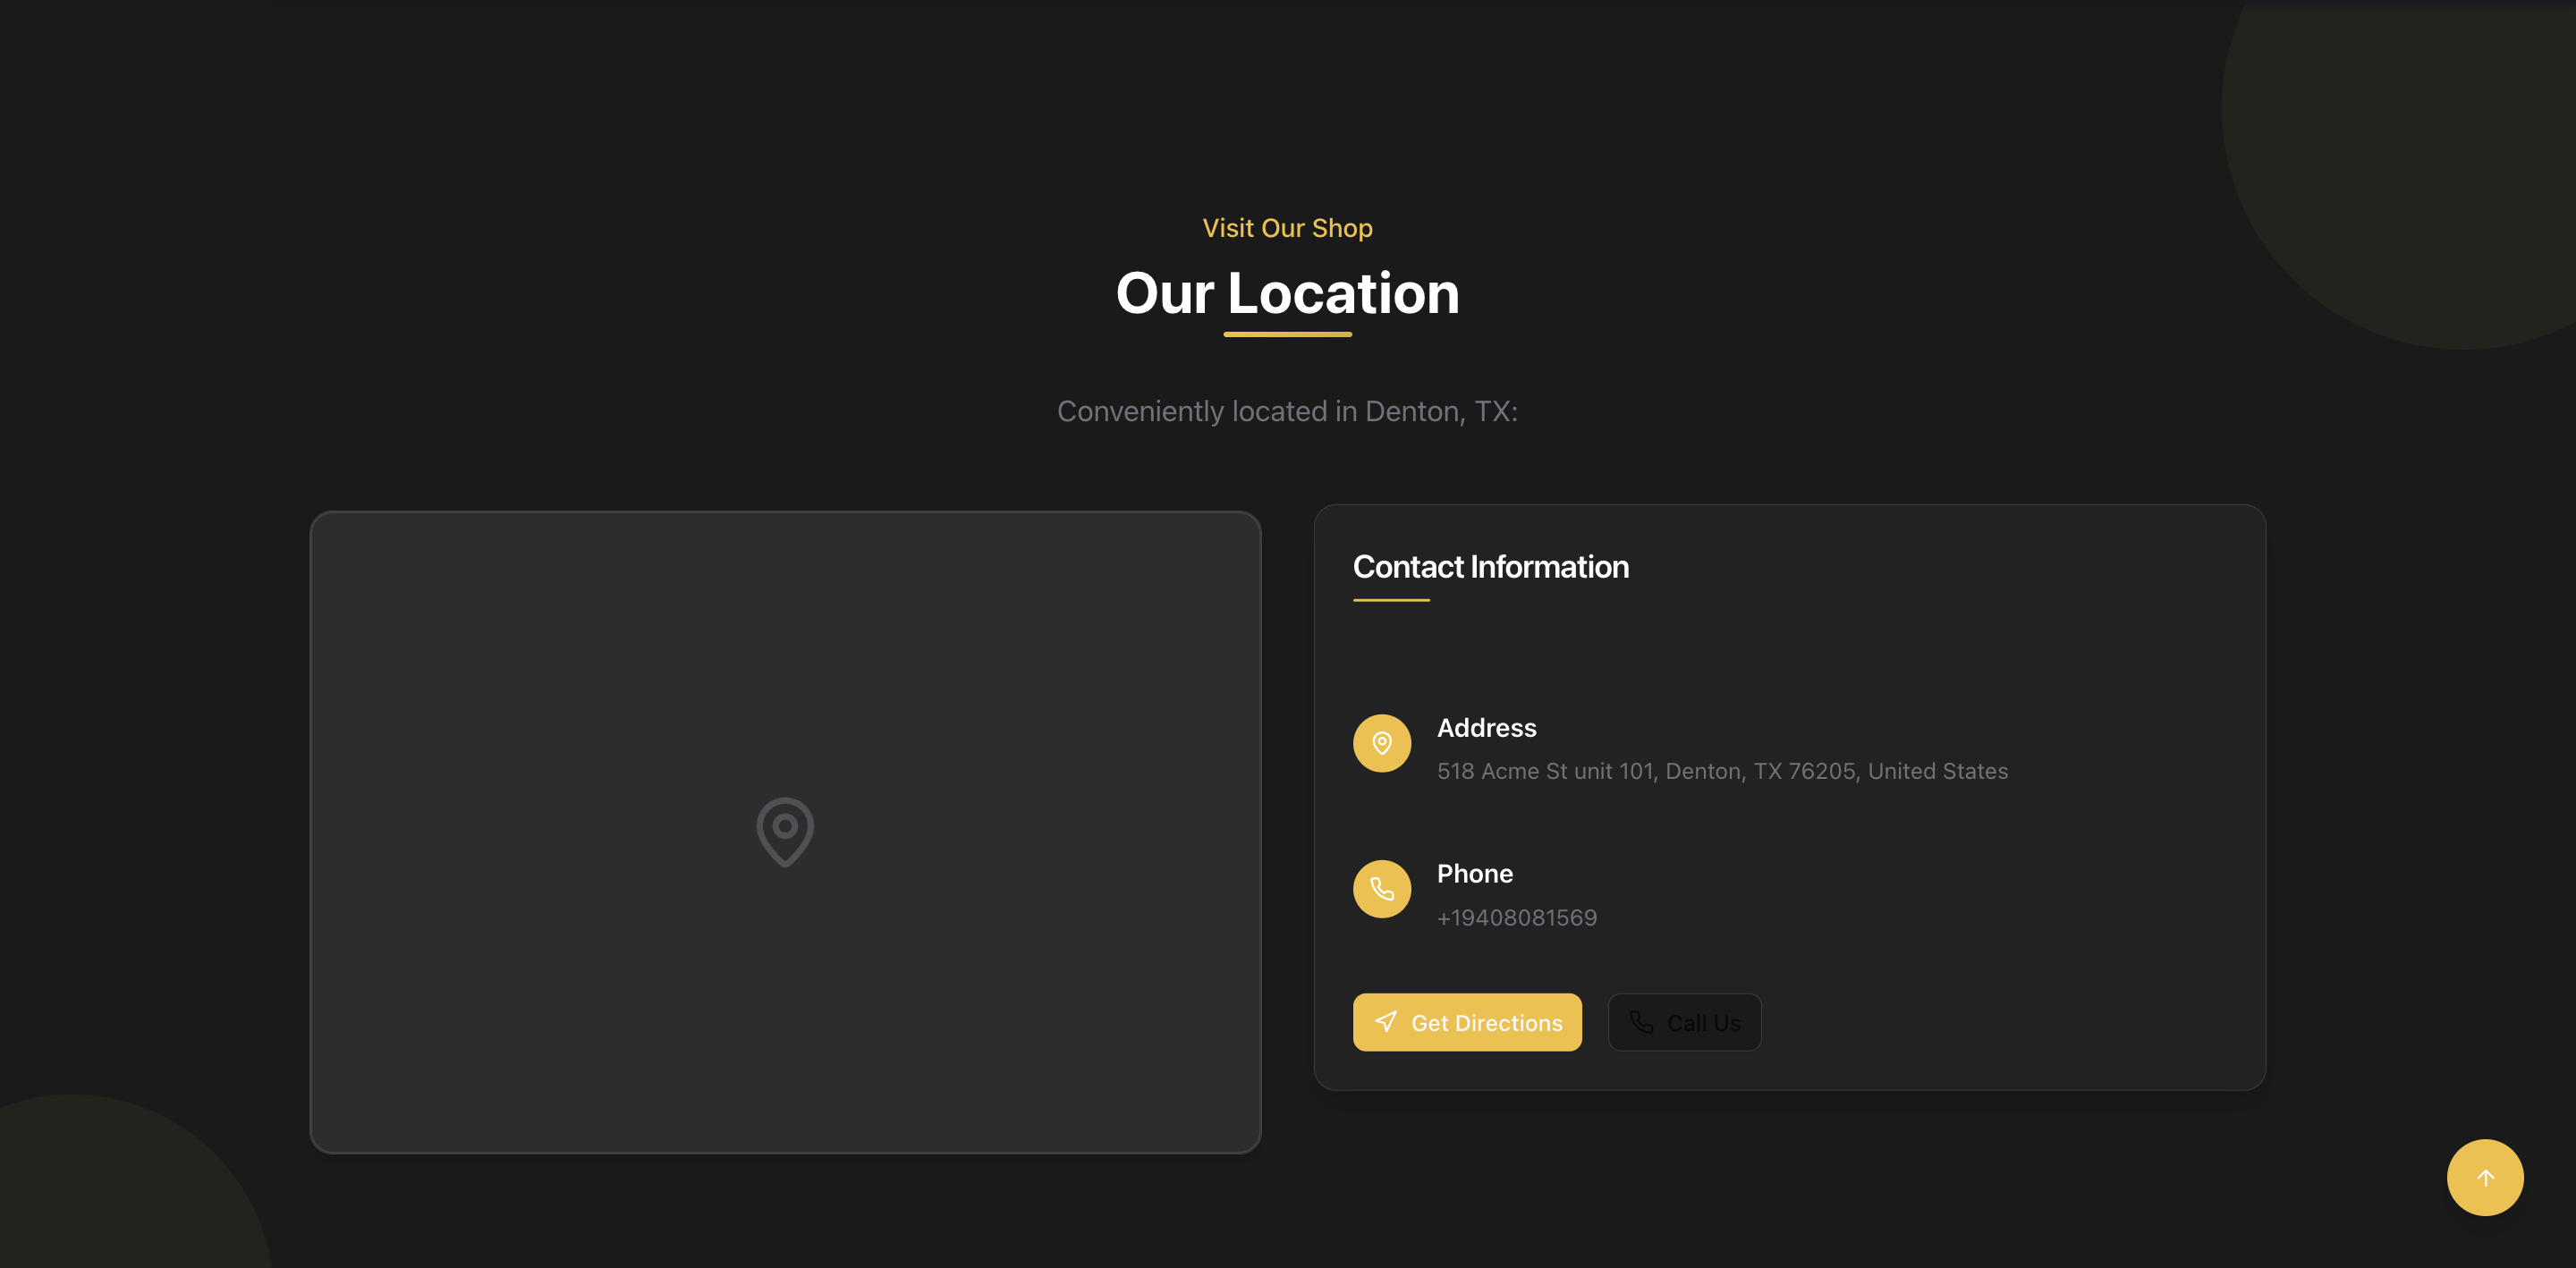 Visit Our Shop
Our Location
Conveniently located in Denton, TX:
Contact Information
Address
518 Acme St unit 101, Denton, TX 76205, United States
Phone
+19408081569
Get Directions
Call Us